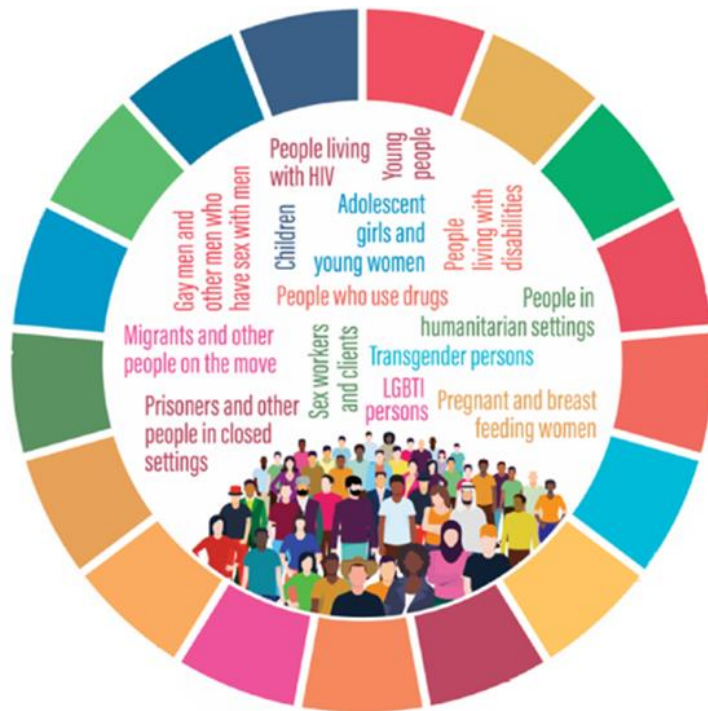 People living
with HIV
Young
people
Gay men and
other men who
have sex with men
Children
Adolescent
girls and
young women
People
living with
disabilities
People who use drugs
People in
humanitarian settings
Migrants and other
people on the move
Sex workers
and clients
Transgender persons
LGBTI
persons
Prisoners and other
people in closed
settings
Pregnant and breast
feeding women